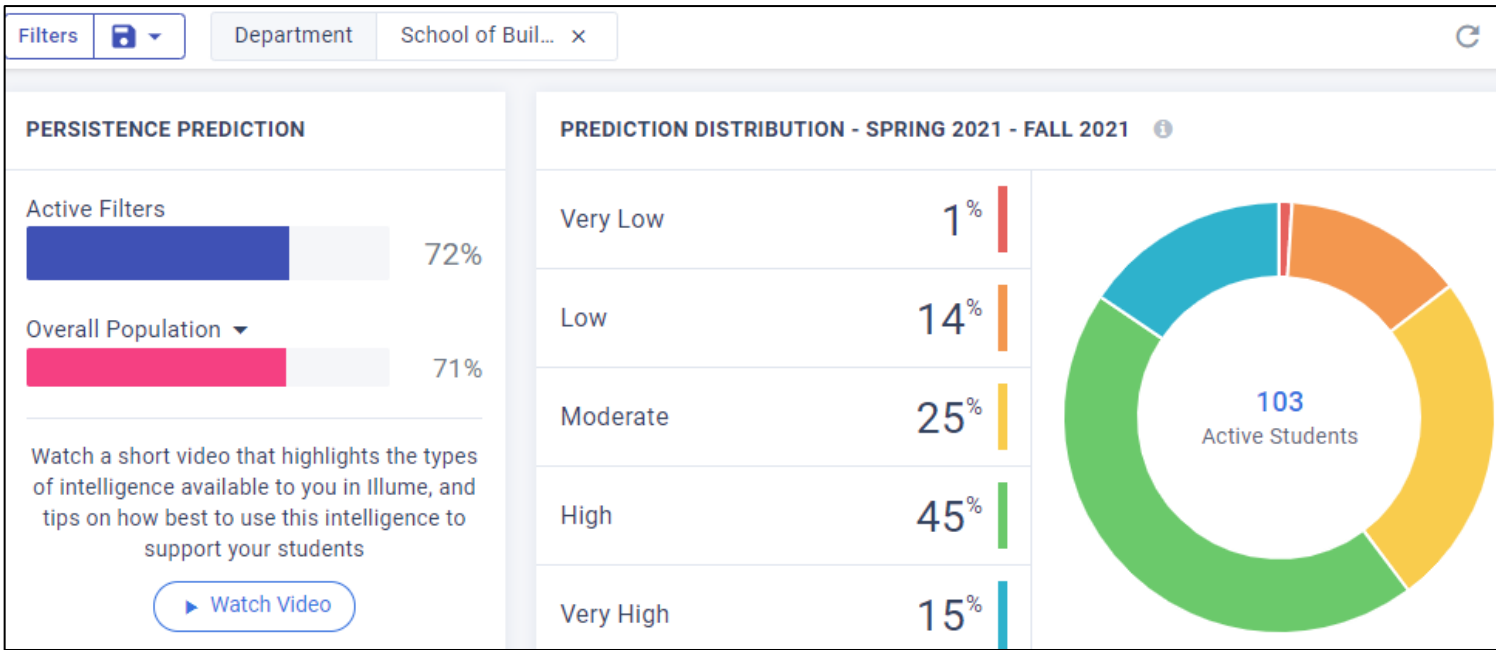 Filters
Department School of Buil... ×
PERSISTENCE PREDICTION
Active Filters
72%
Overall Population
71%
Watch a short video that highlights the types
of intelligence available to you in Illume, and
tips on how best to use this intelligence to
support your students
Watch Video
PREDICTION DISTRIBUTION - SPRING 2021 - FALL 2021
Very Low 1%
Low 14%
Moderate 25%
High 45%
Very High 15%
103
Active Students